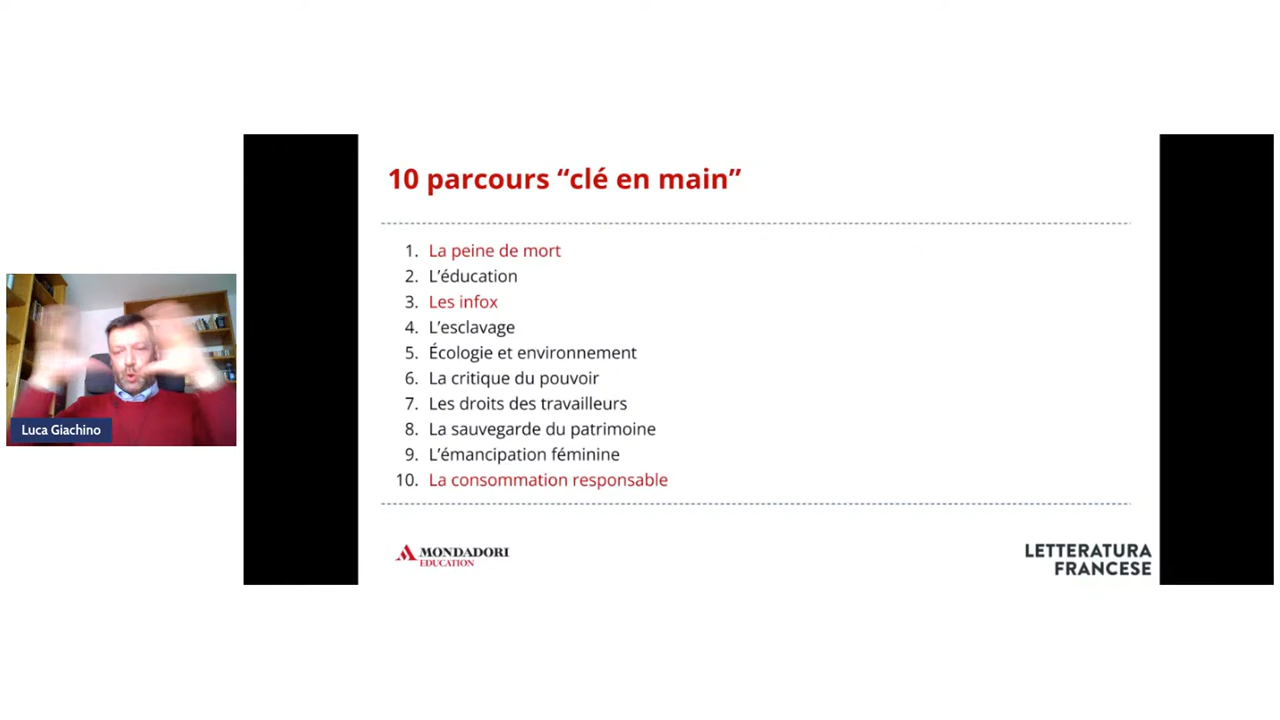 10 parcours “clé en main”
1. La peine de mort
2. L’éducation
3. Les infox
4. L’esclavage
5. Écologie et environnement
6. La critique du pouvoir
7. Les droits des travailleurs
8. La sauvegarde du patrimoine
9. L’émancipation féminine
10. La consommation responsable
Luca Giachino
MONDADORI
EDUCATION
LETTERATURA
FRANCESE